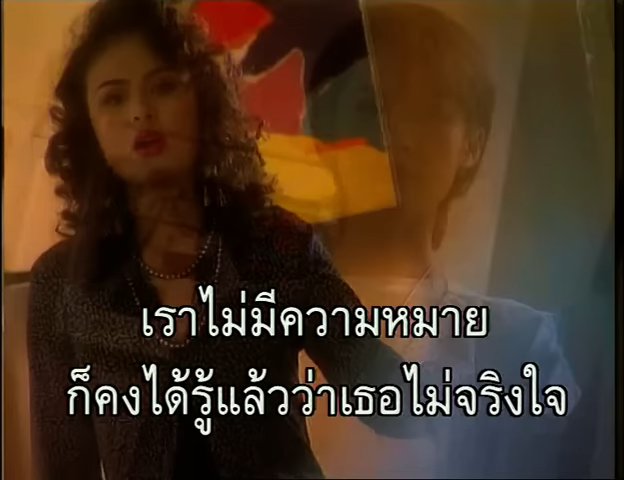 เราไม่มีความหมาย
ก็คงได้รู้แล้วว่าเธอไม่จริงใจ